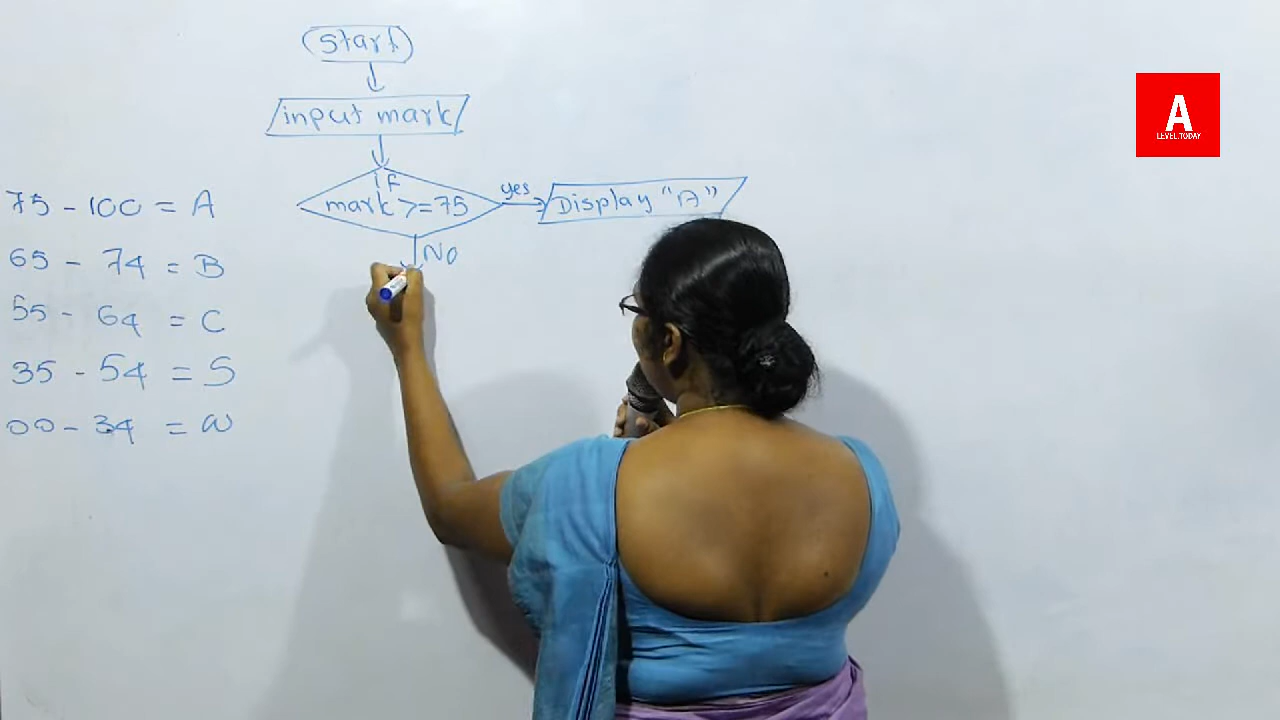 Start
input mark
if
mark >=75
yes
Display "A"
No
75 - 100 = A
65 - 74 = B
55 - 64 = C
35 - 54 = S
00 - 34 = W
A
LEVEL.TODAY